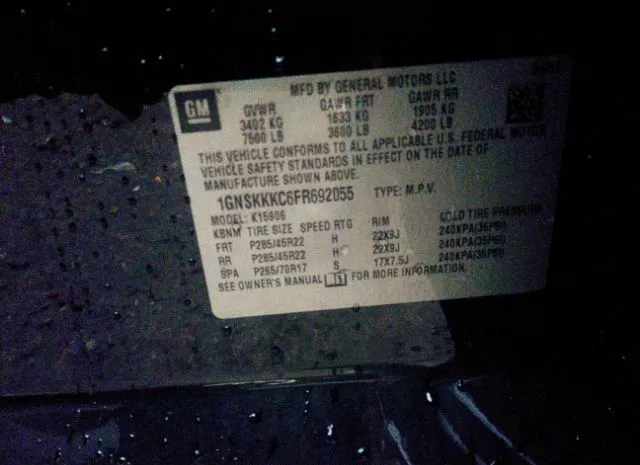 GM
MFD BY GENERAL MOTORS LLC
GVWR GAWR FRT GAWR RR
3402 KG 1633 KG 1905 KG
7500 LB 3600 LB 4200 LB
THIS VEHICLE CONFORMS TO ALL APPLICABLE U.S. FEDERAL MOTOR
VEHICLE SAFETY STANDARDS IN EFFECT ON THE DATE OF
MANUFACTURE SHOWN ABOVE.
1GNSKKKC6FR692055 TYPE: M.P.V.
MODEL: K15906
KBNM TIRE SIZE SPEED RTG RIM COLD TIRE PRESSURE
FRT P285/45R22 H 22X9J 240KPA(35PSI)
RR P285/45R22 H 22X9J 240KPA(35PSI)
SPA P265/70R17 S 17X7.5J 240KPA(35PSI)
SEE OWNER'S MANUAL FOR MORE INFORMATION.